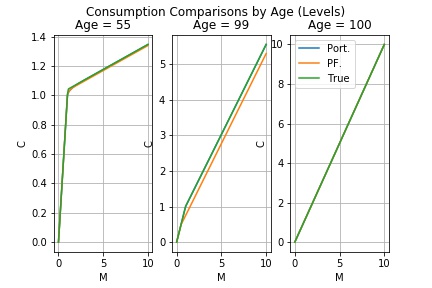 Consumption Comparisons by Age (Levels)
Age = 55 Age = 99 Age = 100
1.4
1.2
1.0
0.8
0.6
0.4
0.2
0.0
C
0 5 10
M
5
4
3
2
1
0
C
0 5 10
M
10
8
6
4
2
0
C
0 5 10
M
Port.
PF.
True